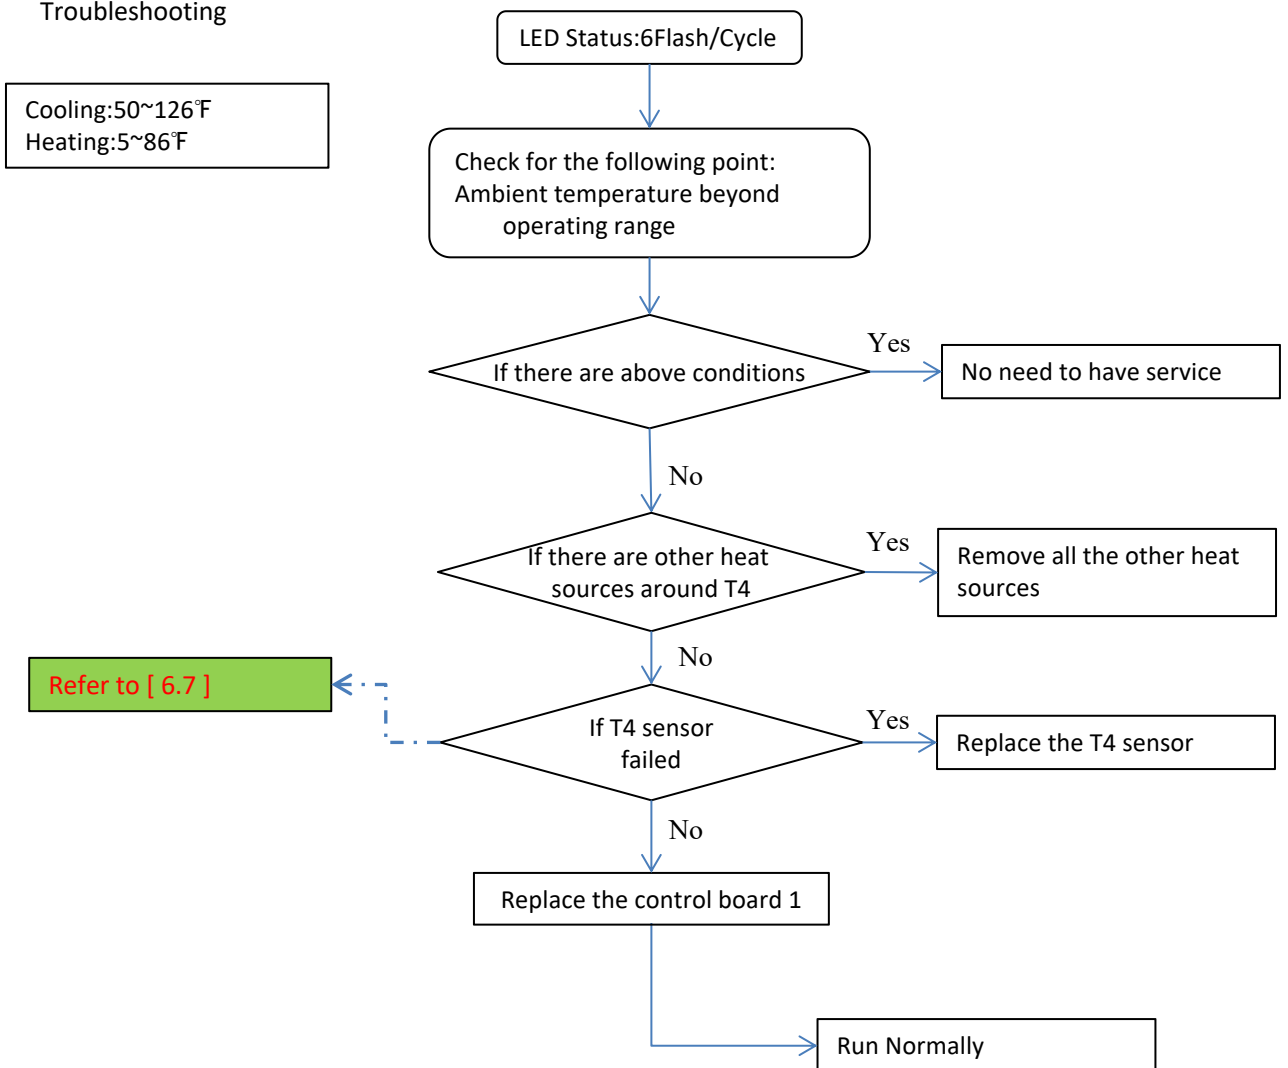 Troubleshooting
LED Status:6Flash/Cycle
Cooling:50~126℉
Heating:5~86℉
Check for the following point:
Ambient temperature beyond
operating range
If there are above conditions
Yes
No need to have service
No
If there are other heat
sources around T4
Yes
Remove all the other heat
sources
No
Refer to [ 6.7 ]
If T4 sensor
failed
Yes
Replace the T4 sensor
No
Replace the control board 1
Run Normally